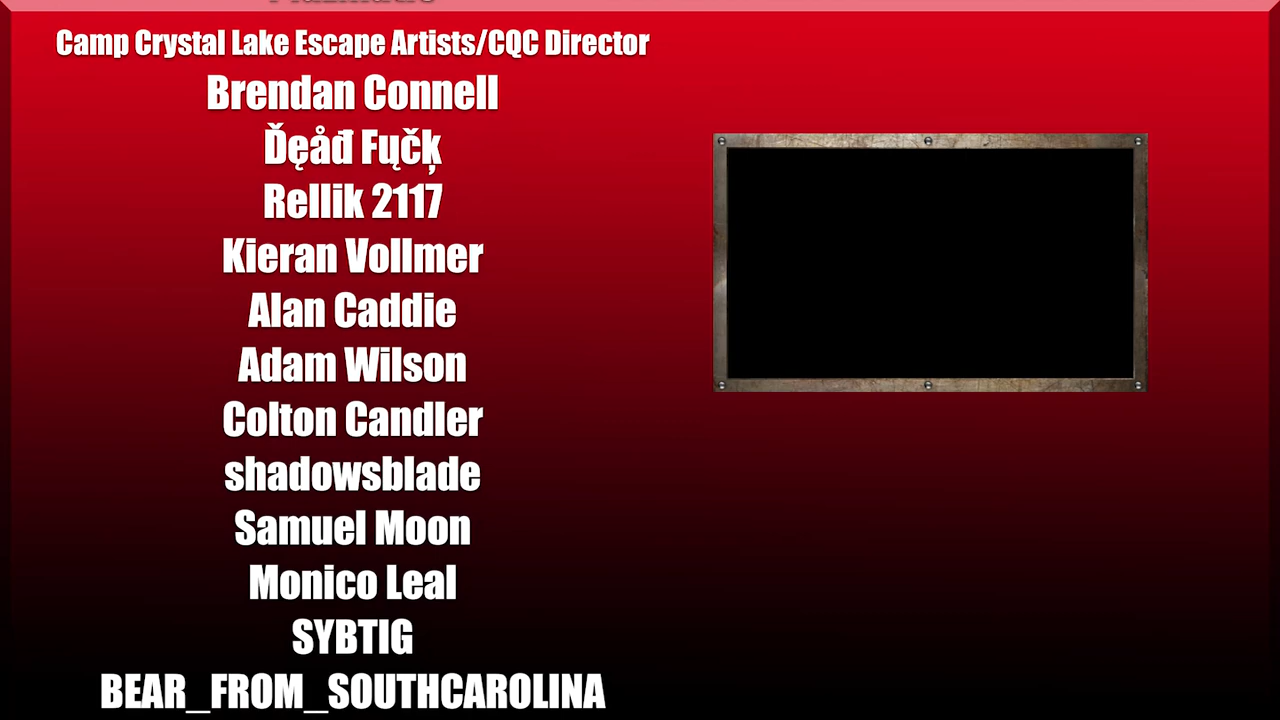 Camp Crystal Lake Escape Artists/CQC Director
Brendan Connell
Ďęåđ Fųčķ
Rellik 2117
Kieran Vollmer
Alan Caddie
Adam Wilson
Colton Candler
shadowsblade
Samuel Moon
Monico Leal
SYBTIG
BEAR_FROM_SOUTHCAROLINA